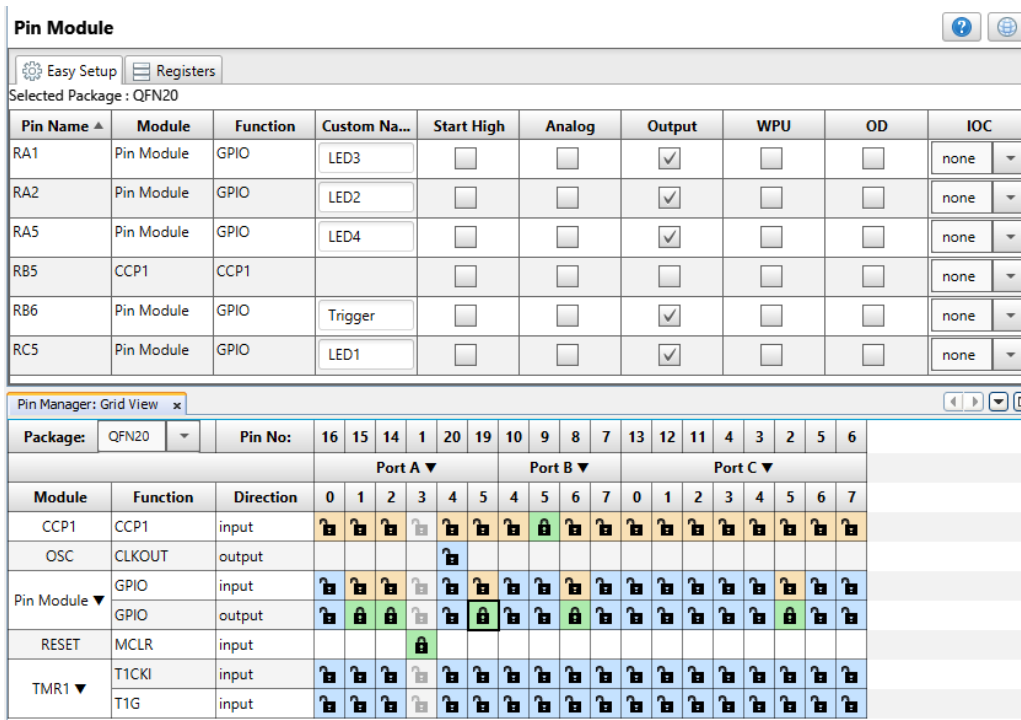 Pin Module
Easy Setup Registers
Selected Package : QFN20
Pin Name ▲ Module Function Custom Na... Start High Analog Output WPU OD IOC
RA1 Pin Module GPIO LED3 none
RA2 Pin Module GPIO LED2 none
RA5 Pin Module GPIO LED4 none
RB5 CCP1 CCP1 none
RB6 Pin Module GPIO Trigger none
RC5 Pin Module GPIO LED1 none
Pin Manager: Grid View x
Package: QFN20 Pin No: 16 15 14 1 20 19 10 9 8 7 13 12 11 4 3 2 5 6
Port A ▼ Port B ▼ Port C ▼
Module Function Direction 0 1 2 3 4 5 4 5 6 7 0 1 2 3 4 5 6 7
CCP1 CCP1 input
OSC CLKOUT output
Pin Module ▼ GPIO input
GPIO output
RESET MCLR input
TMR1 ▼ T1CKI input
T1G input